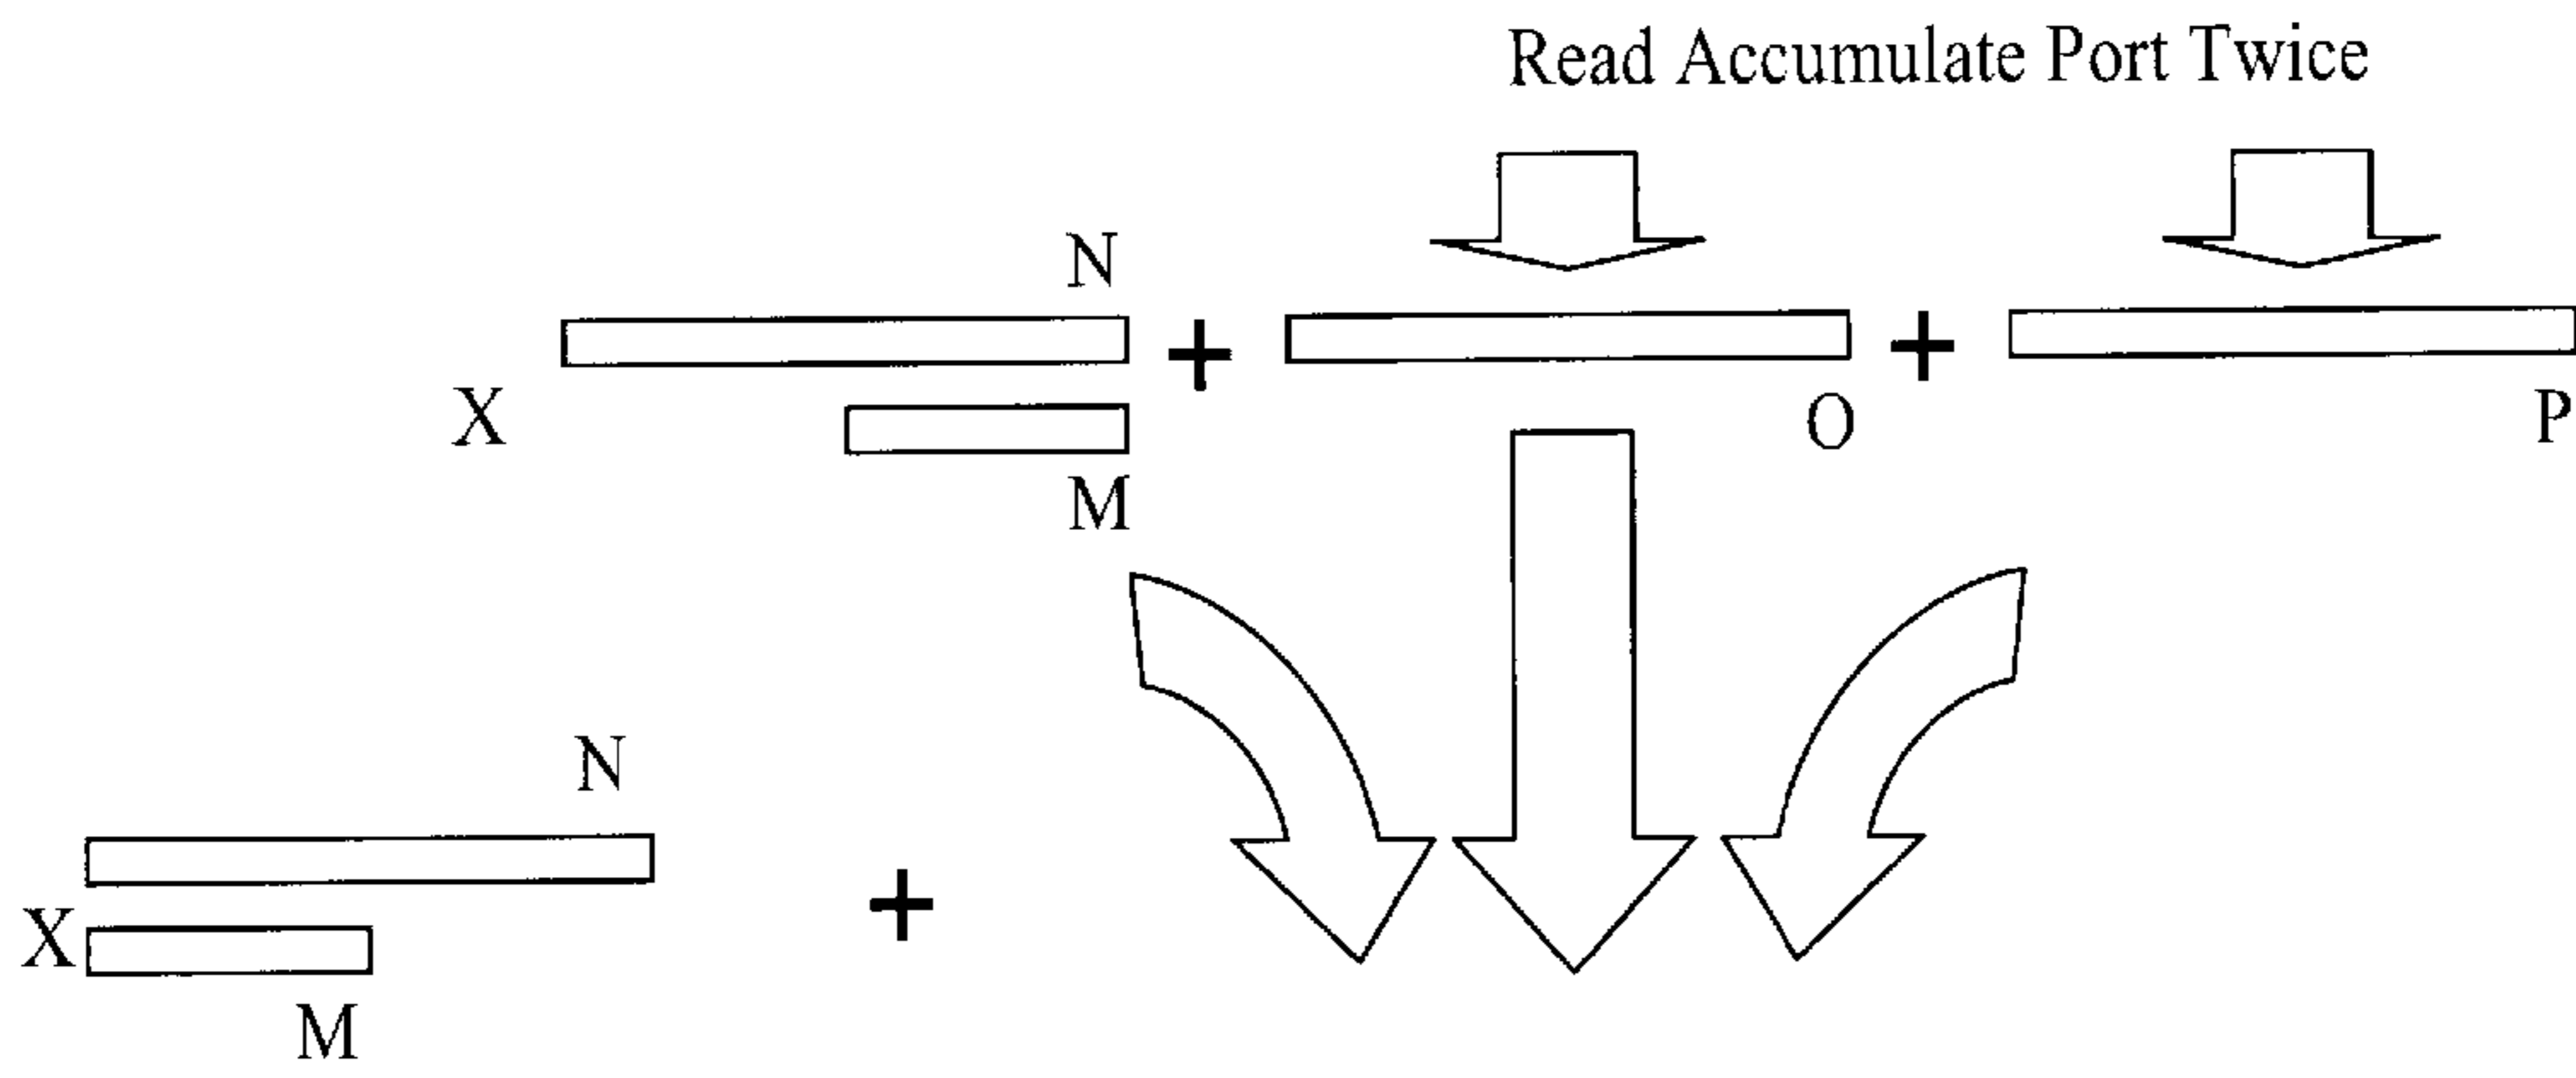 Read Accumulate Port Twice
N
+ +
X
O
P
M
N
+
X
M